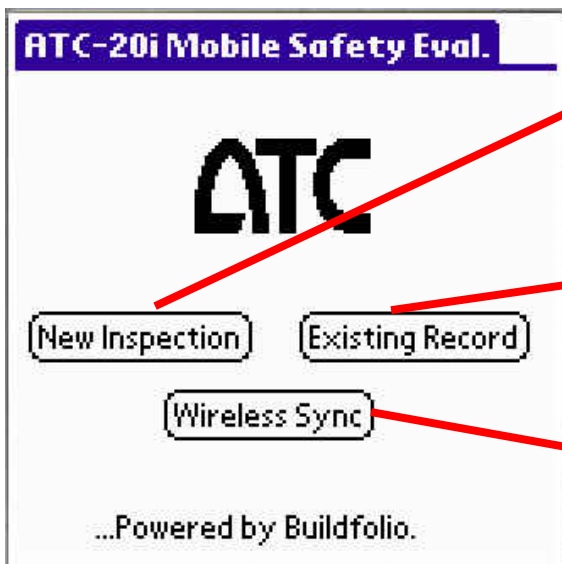 ATC-20i Mobile Safety Eval.
ATC
New Inspection Existing Record
Wireless Sync
...Powered by Buildfolio.